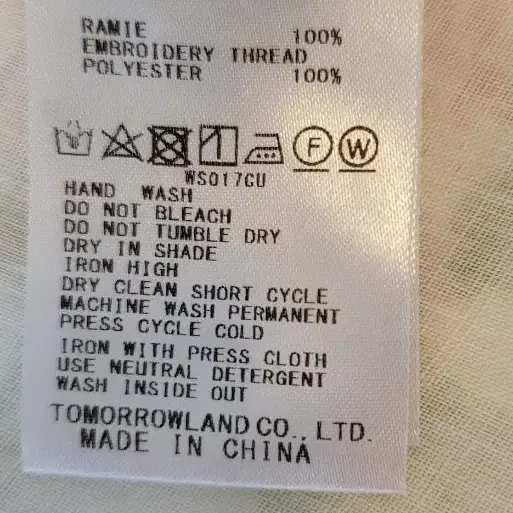 RAMIE 100%
EMBROIDERY THREAD
POLYESTER 100%
F W
WS017GU
HAND WASH
DO NOT BLEACH
DO NOT TUMBLE DRY
DRY IN SHADE
IRON HIGH
DRY CLEAN SHORT CYCLE
MACHINE WASH PERMANENT
PRESS CYCLE COLD
IRON WITH PRESS CLOTH
USE NEUTRAL DETERGENT
WASH INSIDE OUT
TOMORROWLAND CO., LTD.
MADE IN CHINA